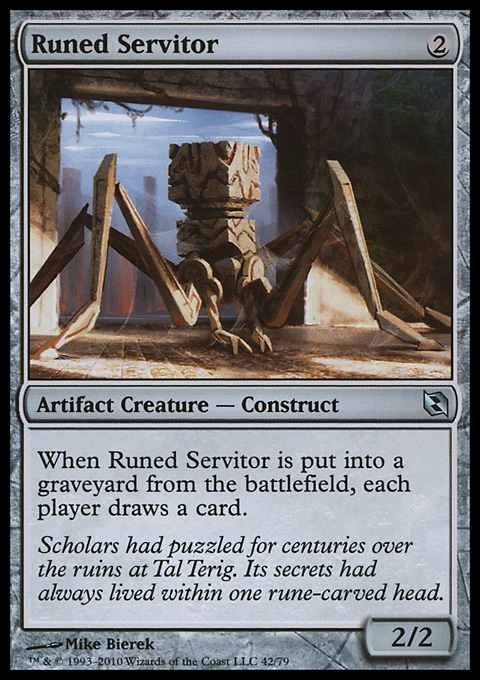 Runed Servitor 2
Artifact Creature — Construct
When Runed Servitor is put into a
graveyard from the battlefield, each
player draws a card.
Scholars had puzzled for centuries over
the ruins at Tal Terig. Its secrets had
always lived within one rune-carved head.
2/2
Mike Bierek
™ & © 1993–2010 Wizards of the Coast LLC 42/79